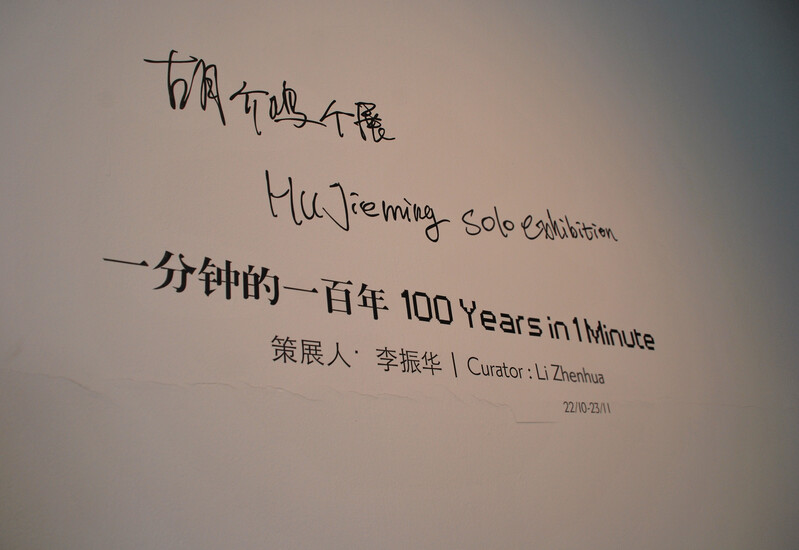 胡介鸣个展
Hu Jieming solo exhibition
一分钟的一百年 100 Years in 1 Minute
策展人· 李振华 | Curator : Li Zhenhua
22/10-23/11